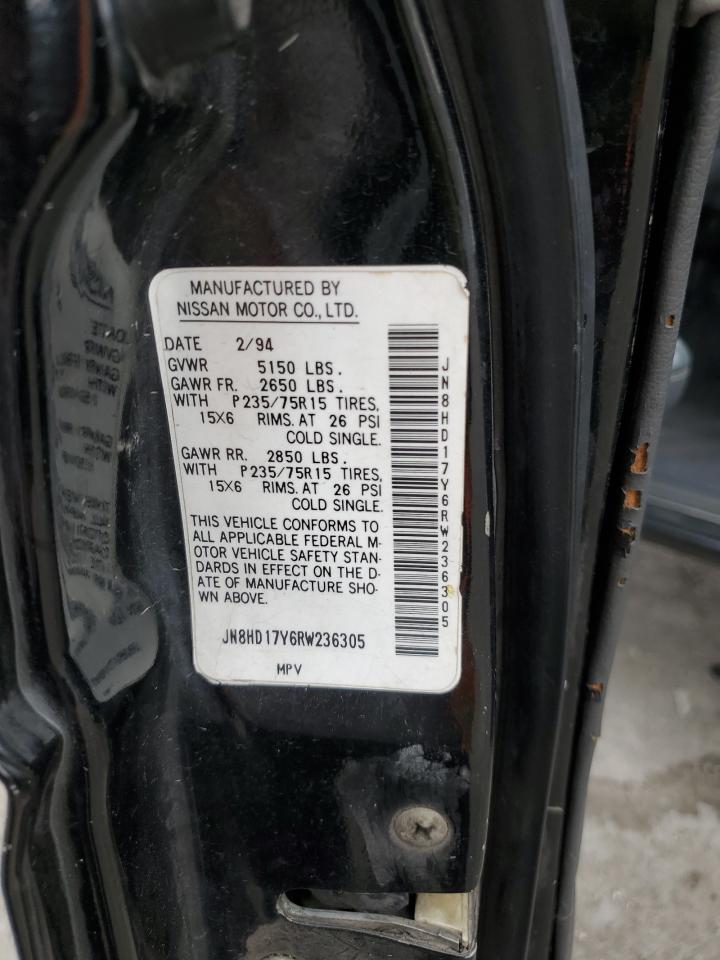 MANUFACTURED BY
NISSAN MOTOR CO., LTD.
DATE 2/94
GVWR 5150 LBS.
GAWR FR. 2650 LBS.
WITH P235/75R15 TIRES,
15X6 RIMS. AT 26 PSI
COLD SINGLE.
GAWR RR. 2850 LBS.
WITH P235/75R15 TIRES,
15X6 RIMS. AT 26 PSI
COLD SINGLE.
THIS VEHICLE CONFORMS TO
ALL APPLICABLE FEDERAL M-
OTOR VEHICLE SAFETY STAN-
DARDS IN EFFECT ON THE D-
ATE OF MANUFACTURE SHO-
WN ABOVE.
JN8HD17Y6RW236305
MPV
JN8HD17Y6RW236305